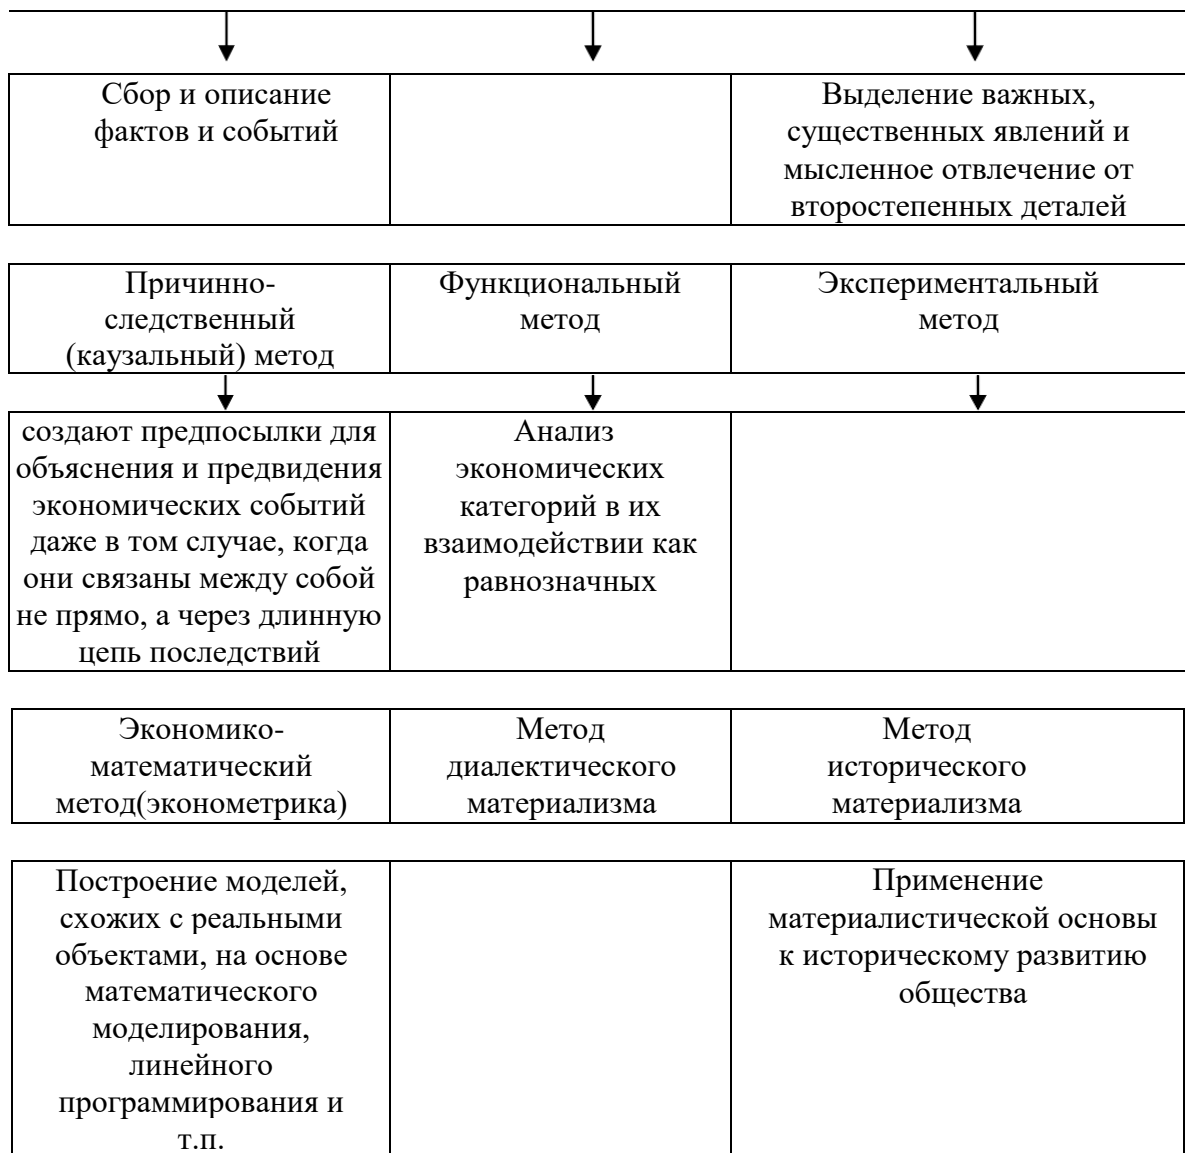 Сбор и описание
фактов и событий
Выделение важных,
существенных явлений и
мысленное отвлечение от
второстепенных деталей
Причинно-
следственный
(каузальный) метод
Функциональный
метод
Экспериментальный
метод
создают предпосылки для
объяснения и предвидения
экономических событий
даже в том случае, когда
они связаны между собой
не прямо, а через длинную
цепь последствий
Анализ
экономических
категорий в их
взаимодействии как
равнозначных
Экономико-
математический
метод(эконометрика)
Метод
диалектического
материализма
Метод
исторического
материализма
Построение моделей,
схожих с реальными
объектами, на основе
математического
моделирования,
линейного
программирования и
т.п.
Применение
материалистической основы
к историческому развитию
общества